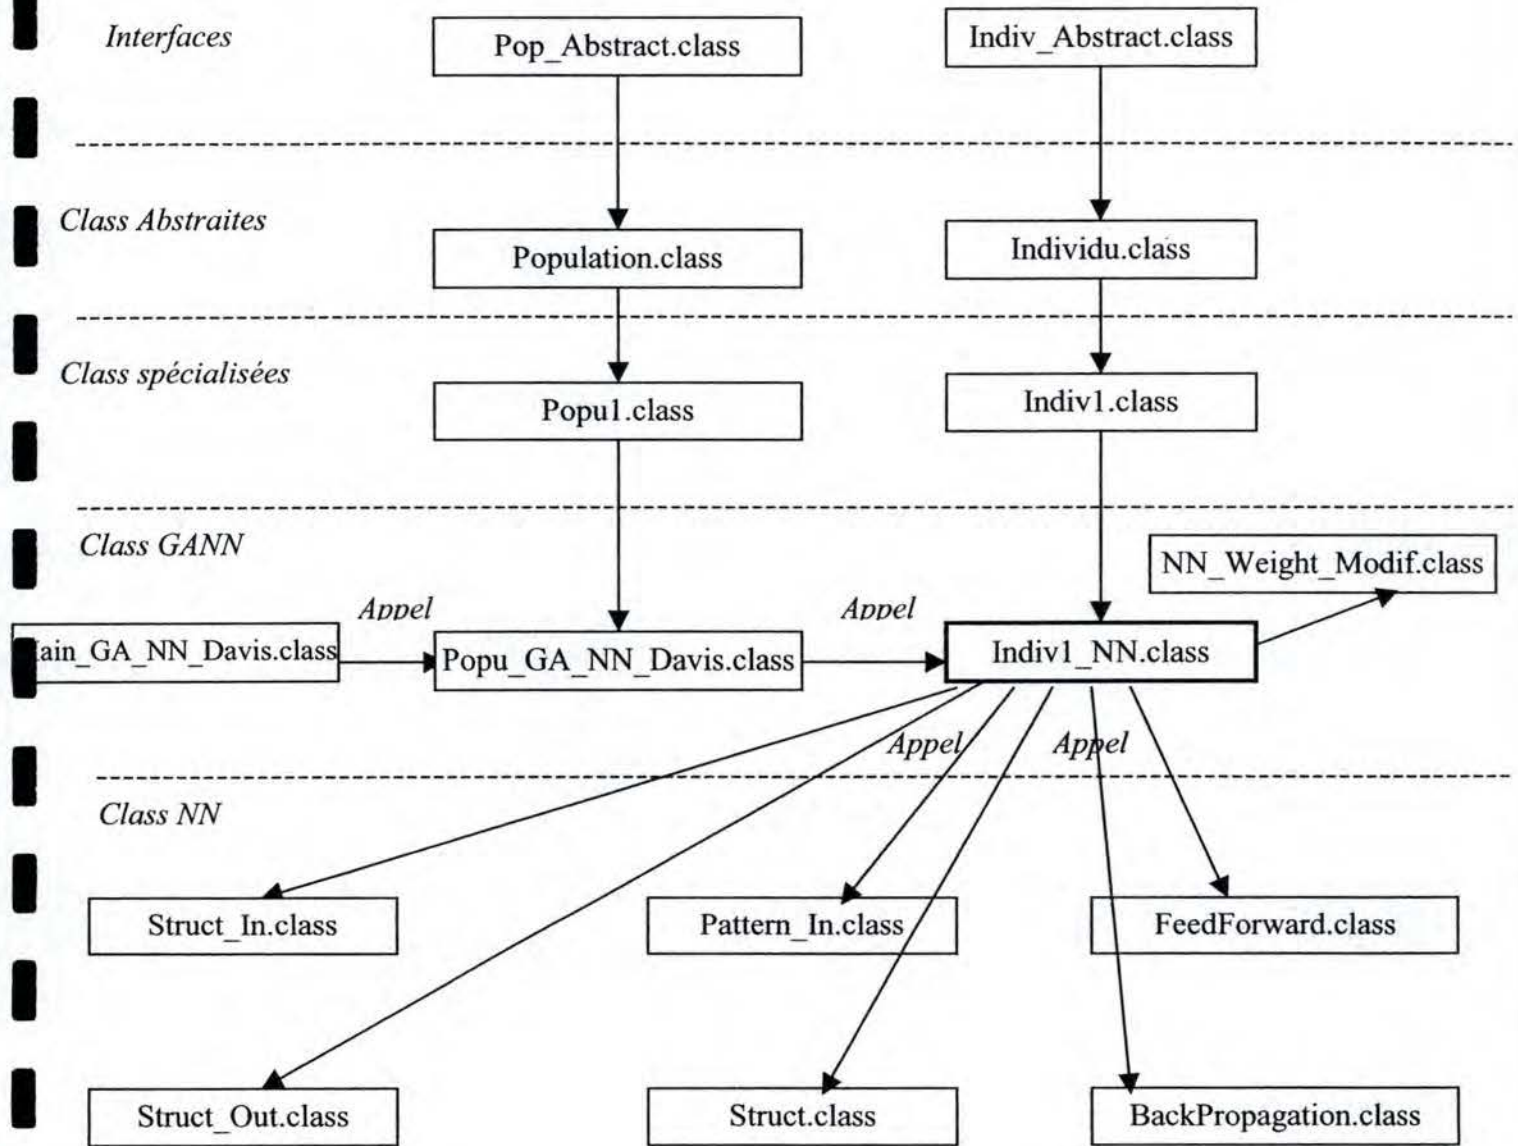 Interfaces
Pop_Abstract.class
Indiv_Abstract.class
Class Abstraites
Population.class
Individu.class
Class spécialisées
Popu1.class
Indiv1.class
Class GANN
NN_Weight_Modif.class
Appel
Appel
ain_GA_NN_Davis.class
Popu_GA_NN_Davis.class
Indiv1_NN.class
Appel
Appel
Class NN
Struct_In.class
Pattern_In.class
FeedForward.class
Struct_Out.class
Struct.class
BackPropagation.class